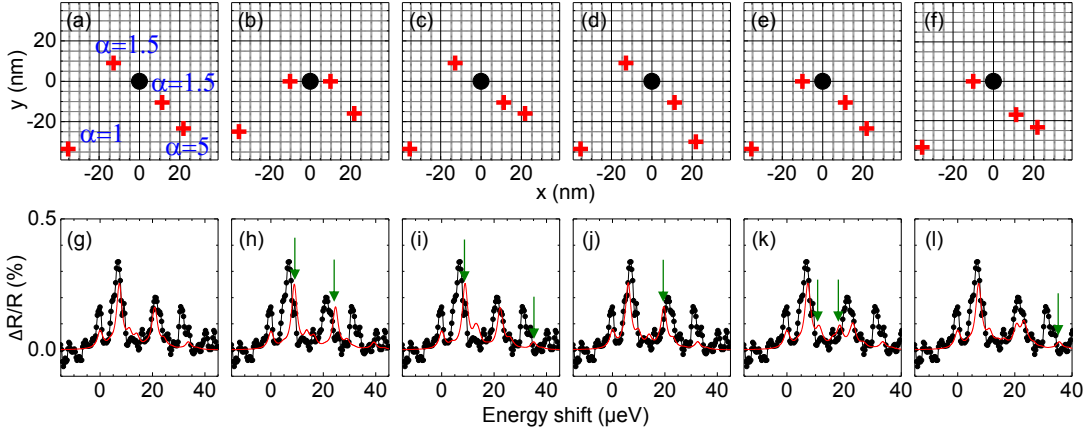 (a) (b) (c) (d) (e) (f)
α=1.5
α=1.5
α=1
α=5
y (nm)
20
0
-20
-20 0 20 -20 0 20 -20 0 20 -20 0 20 -20 0 20 -20 0 20
x (nm)
(g) (h) (i) (j) (k) (l)
ΔR/R (%)
0.5
0.0
0 20 40 0 20 40 0 20 40 0 20 40 0 20 40 0 20 40
Energy shift (µeV)